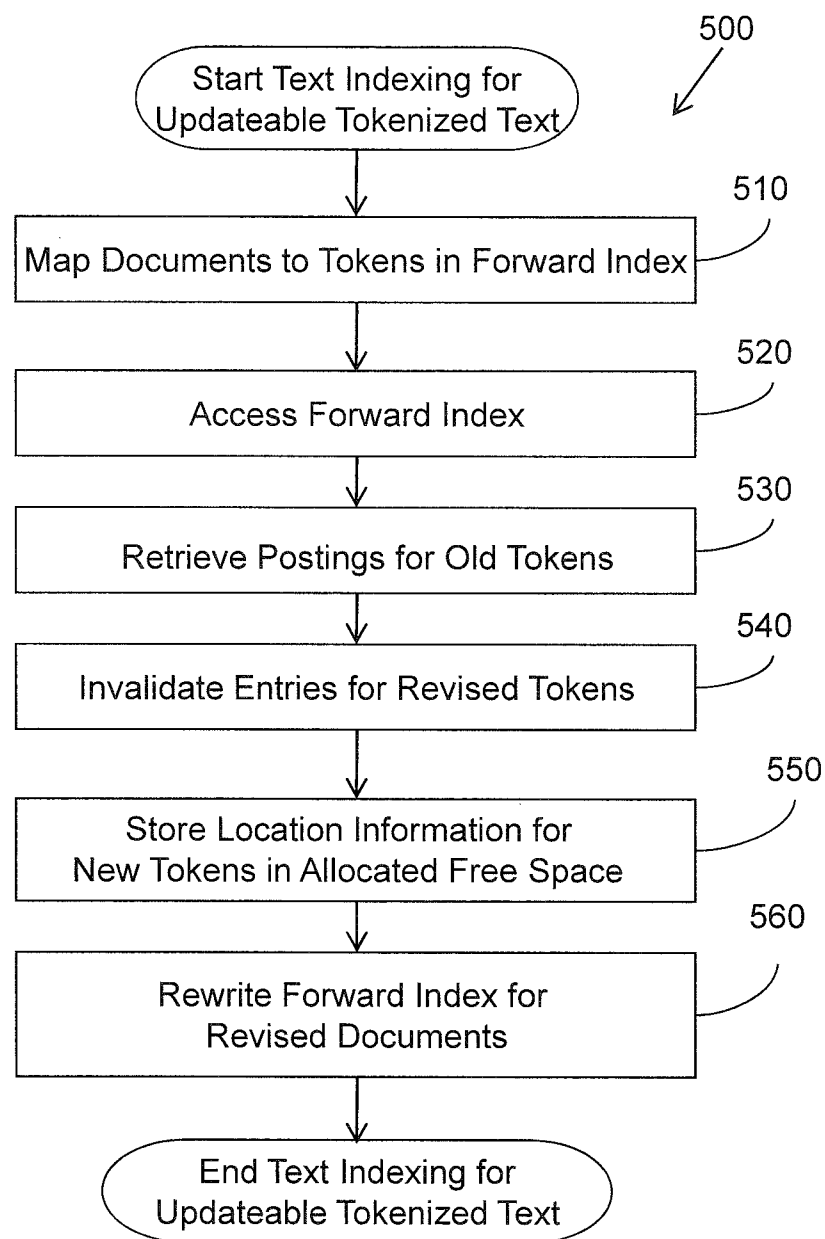 500
Start Text Indexing for
Updateable Tokenized Text
510
Map Documents to Tokens in Forward Index
520
Access Forward Index
530
Retrieve Postings for Old Tokens
540
Invalidate Entries for Revised Tokens
550
Store Location Information for
New Tokens in Allocated Free Space
560
Rewrite Forward Index for
Revised Documents
End Text Indexing for
Updateable Tokenized Text